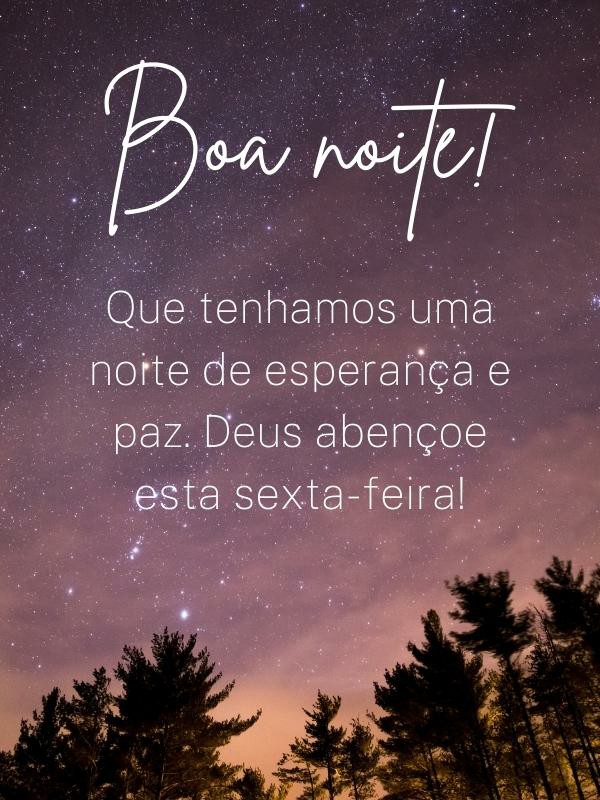 Boa noite!
Que tenhamos uma
noite de esperança e
paz. Deus abençoe
esta sexta-feira!